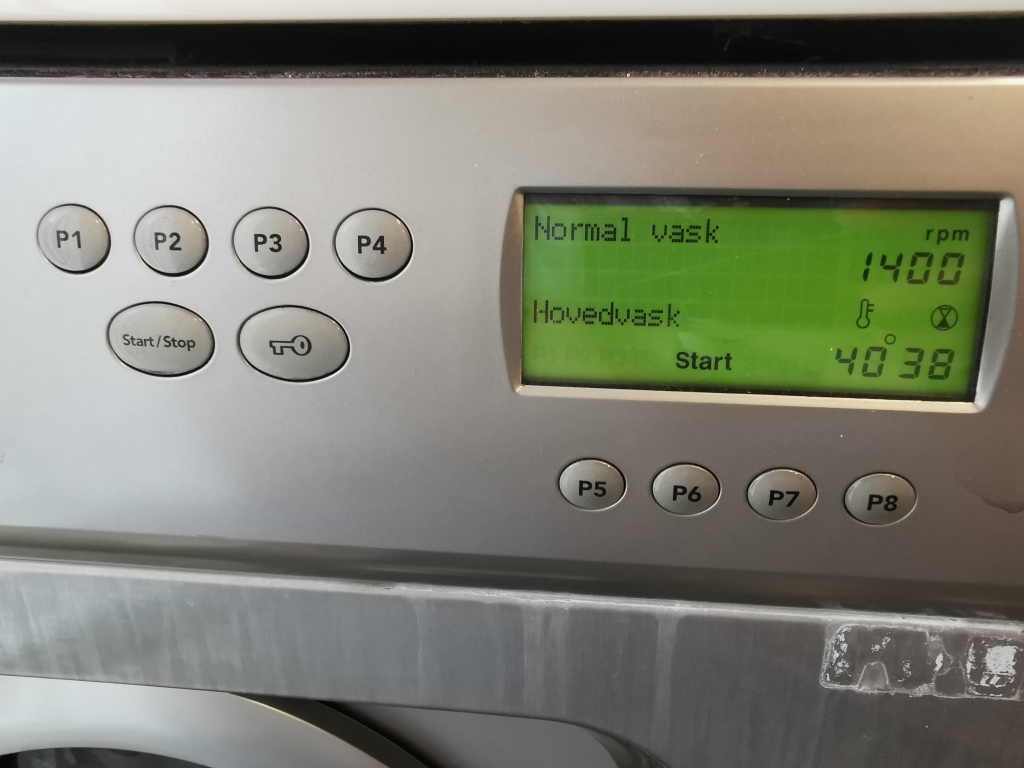 P1 P2 P3 P4
Start/Stop
Normal vask rpm
1400
Hovedvask
Start 40° 38
P5 P6 P7 P8